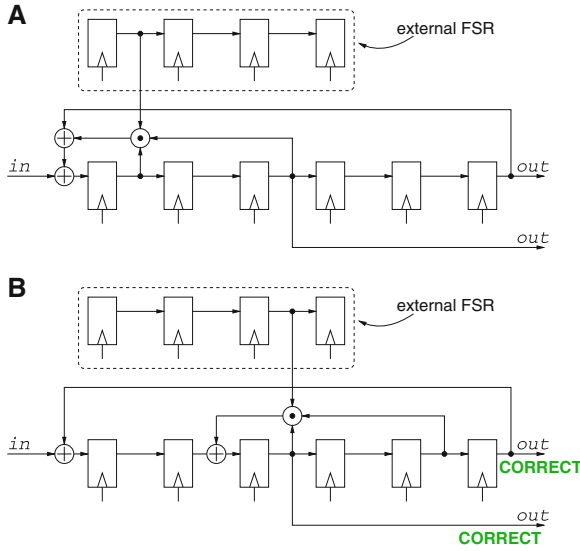 A
external FSR
in
out
out
B
external FSR
in
out
CORRECT
out
CORRECT